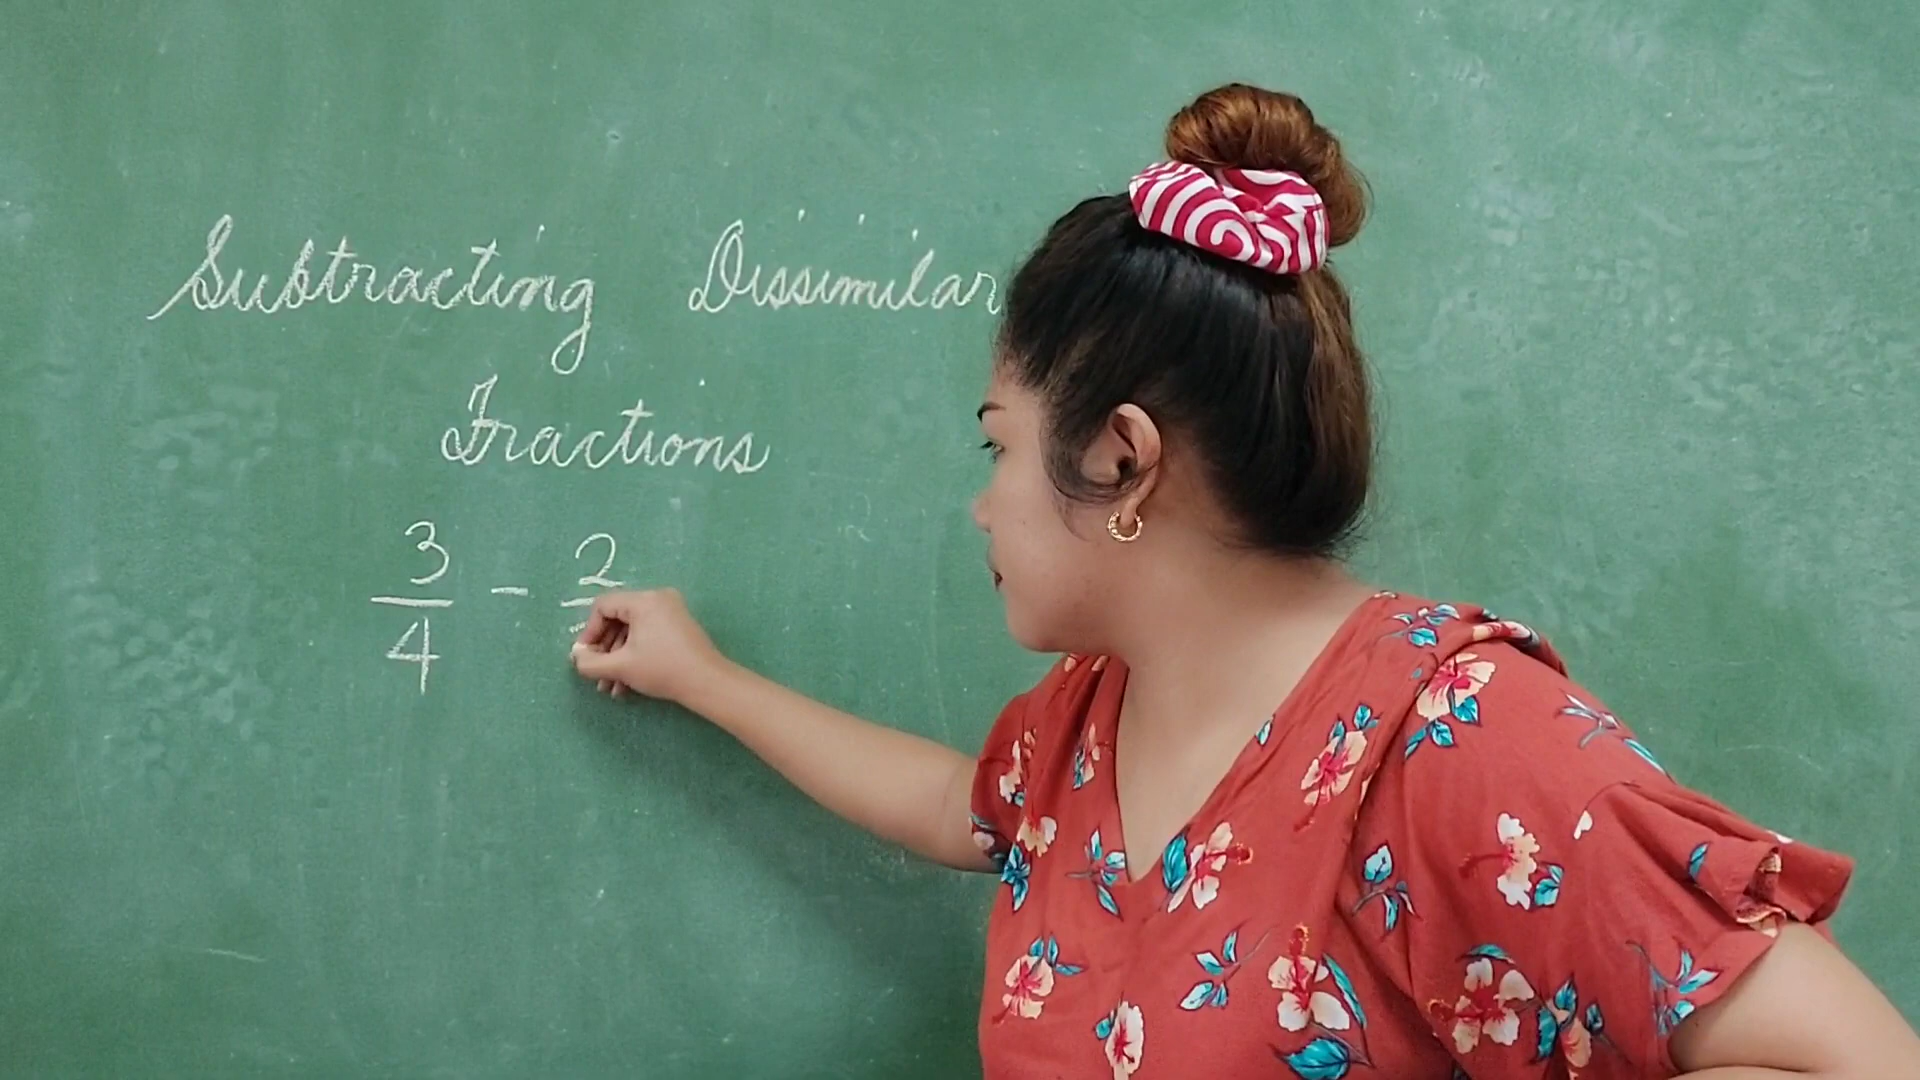 Subtracting Dissimilar
Fractions
3 2
— - —
4